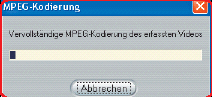 MPEG-Kodierung
Vervollständige MPEG-Kodierung des erfassten Videos
Abbrechen